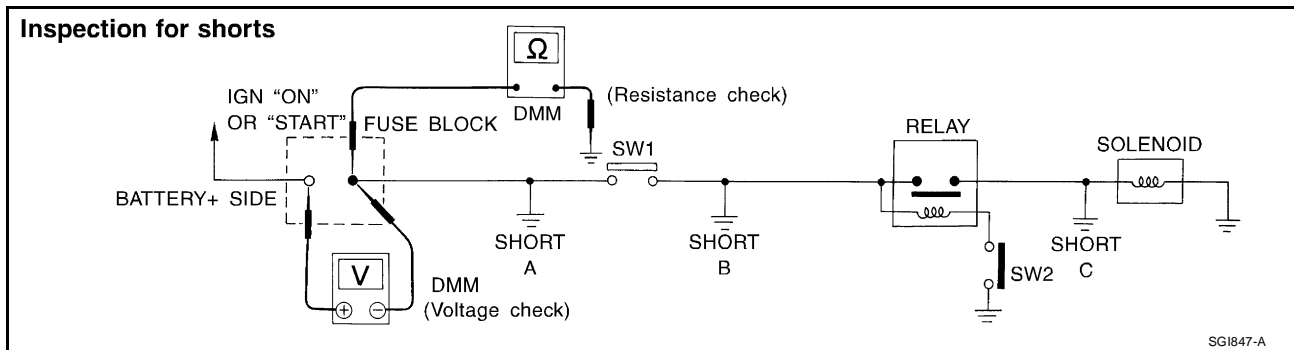 Inspection for shorts
IGN “ON”
OR “START”
FUSE BLOCK
BATTERY+ SIDE
Ω
DMM
(Resistance check)
SW1
RELAY
SOLENOID
SHORT
A
SHORT
B
SHORT
C
SW2
V
+ −
DMM
(Voltage check)
SGI847-A